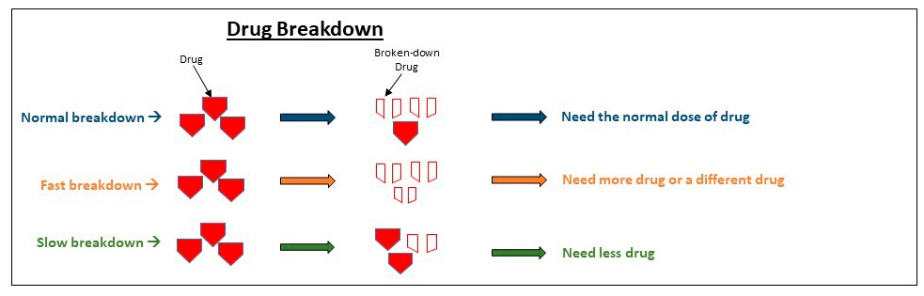 Drug Breakdown
Drug
Broken-down
Drug
Normal breakdown →
Need the normal dose of drug
Fast breakdown →
Need more drug or a different drug
Slow breakdown →
Need less drug